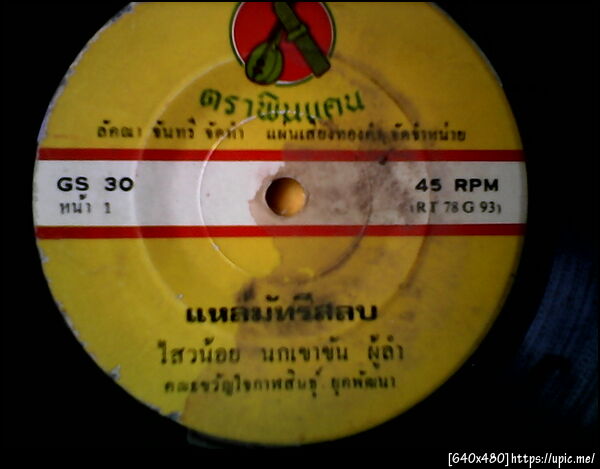 ตราพิณแคน
ลัดดา จันทรี จัดทำ แผ่นเสียงทองคำ จัดจำหน่าย
GS 30
หน้า 1
45 RPM
(RT 78 G 93)
แหล่มัทรีสลบ
ไสวน้อย นกเขาขัน ผู้ลำ
คณะขวัญใจกาฬสินธุ์ ยุคพัฒนา
[640x480]https://upic.me/